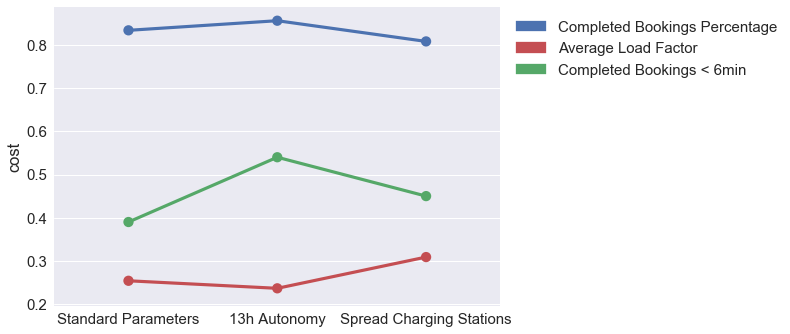 Completed Bookings Percentage
Average Load Factor
Completed Bookings < 6min
cost
0.8
0.7
0.6
0.5
0.4
0.3
0.2
Standard Parameters
13h Autonomy
Spread Charging Stations